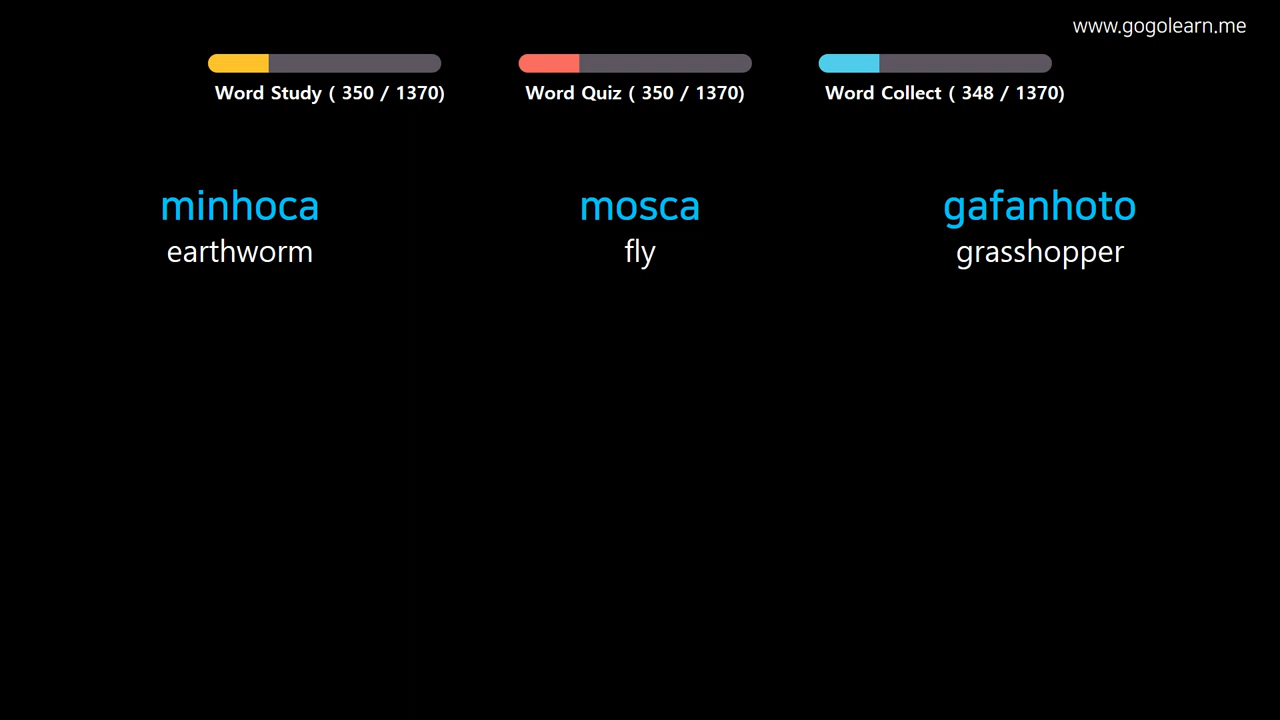 www.gogolearn.me
Word Study ( 350 / 1370)
Word Quiz ( 350 / 1370)
Word Collect ( 348 / 1370)
minhoca
earthworm
mosca
fly
gafanhoto
grasshopper